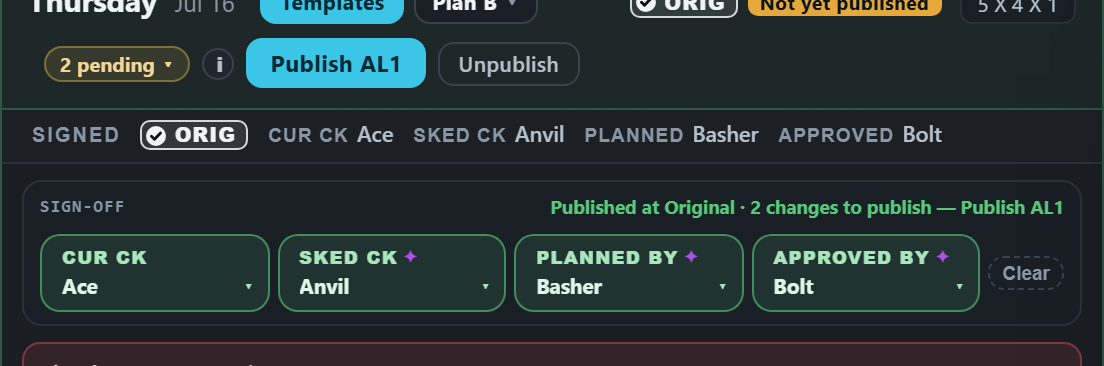 Thursday Jul 16 Templates Plan B ▾ ORIG Not yet published 5 X 4 X 1
2 pending ▾ i Publish AL1 Unpublish
SIGNED ORIG CUR CK Ace SKED CK Anvil PLANNED Basher APPROVED Bolt
SIGN-OFF Published at Original · 2 changes to publish — Publish AL1
CUR CK SKED CK ✦ PLANNED BY ✦ APPROVED BY ✦
Ace ▾ Anvil ▾ Basher ▾ Bolt ▾ Clear